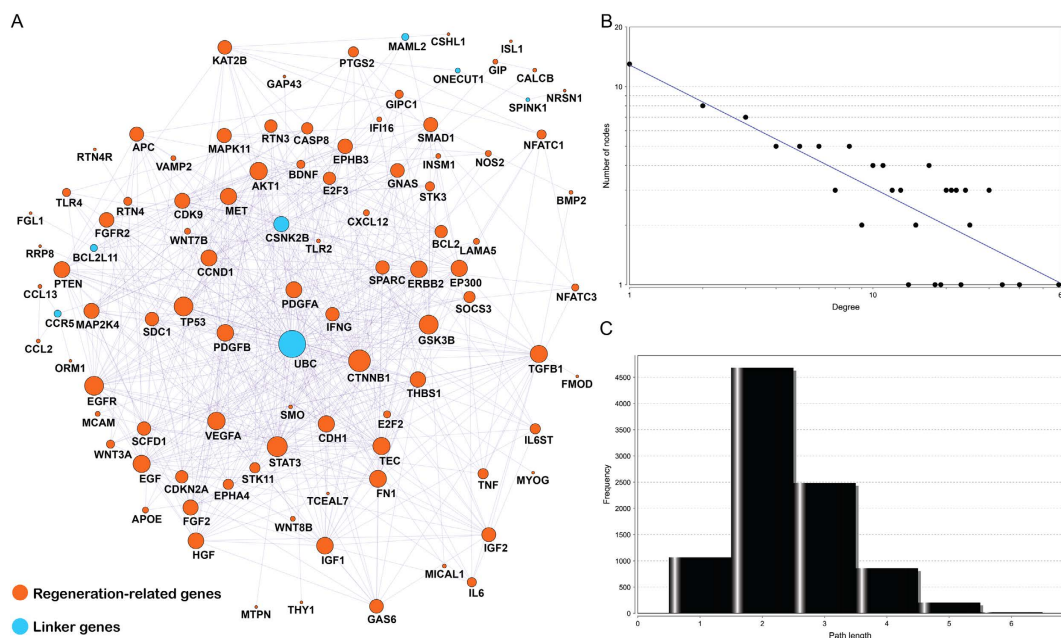 A
MAML2
CSHL1
ISL1
KAT2B
PTGS2
GIP
ONECUT1
CALCB
GAP43
NRSN1
GIPC1
SPINK1
IFI16
APC
MAPK11
RTN3
CASP8
SMAD1
NFATC1
RTN4R
EPHB3
VAMP2
BDNF
INSM1
NOS2
AKT1
E2F3
GNAS
STK3
TLR4
RTN4
CDK9
MET
BMP2
FGL1
FGFR2
CXCL12
WNT7B
CSNK2B
TLR2
BCL2
LAMA5
RRP8
BCL2L11
CCND1
SPARC
ERBB2
EP300
PTEN
CCL13
PDGFA
SOCS3
NFATC3
CCR5
MAP2K4
SDC1
TP53
IFNG
PDGFB
GSK3B
CCL2
UBC
CTNNB1
TGFB1
ORM1
THBS1
FMOD
EGFR
MCAM
SMO
VEGFA
CDH1
E2F2
IL6ST
SCFD1
WNT3A
STAT3
TEC
EGF
STK11
TNF
MYOG
CDKN2A
EPHA4
FN1
TCEAL7
APOE
FGF2
WNT8B
IGF2
HGF
IGF1
MICAL1
IL6
MTPN
THY1
GAS6
Regeneration-related genes
Linker genes
B
20
10
1
Number of nodes
1
10
Degree
C
4500
4000
3500
3000
2500
2000
1500
1000
500
0
Frequency
0 1 2 3 4 5 6
Path length